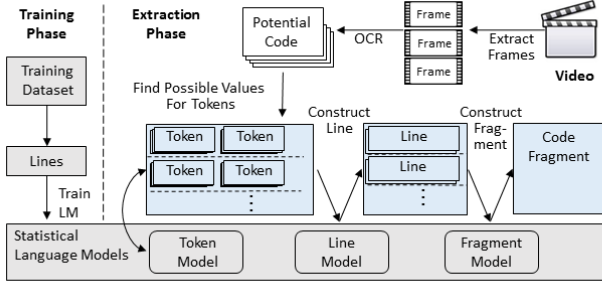 Training
Phase
Extraction
Phase
Potential
Code
OCR
Frame
Frame
Frame
Extract
Frames
Video
Training
Dataset
Find Possible Values
For Tokens
Construct
Line
Construct
Frag-
ment
Token
Token
Token
Token
Line
Line
Code
Fragment
Lines
Train
LM
Statistical
Language Models
Token
Model
Line
Model
Fragment
Model